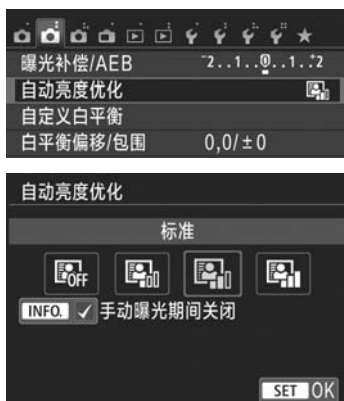 曝光补偿/AEB ⁻2..1..0..1..⁺2
自动亮度优化
自定义白平衡
白平衡偏移/包围 0,0/±0
自动亮度优化
标准
OFF
INFO. ✓ 手动曝光期间关闭
SET OK